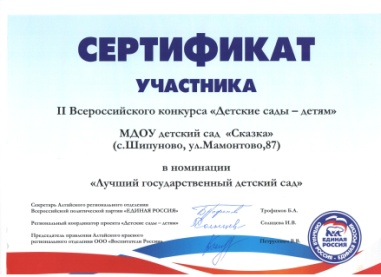 СЕРТИФИКАТ
УЧАСТНИКА
II Всероссийского конкурса «Детские сады – детям»
МДОУ детский сад «Сказка»
(с.Шипуново, ул.Мамонтово,87)
в номинации
«Лучший государственный детский сад»
Секретарь Алтайского регионального отделения
Всероссийской политической партии «ЕДИНАЯ РОССИЯ»
Трофимов Б.А.
Региональный координатор проекта «Детские сады – детям»
Солнцева И.В.
Председатель правления Алтайского краевого
регионального отделения ООО «Воспитатели России»
В.В.
ЕДИНАЯ
РОССИЯ